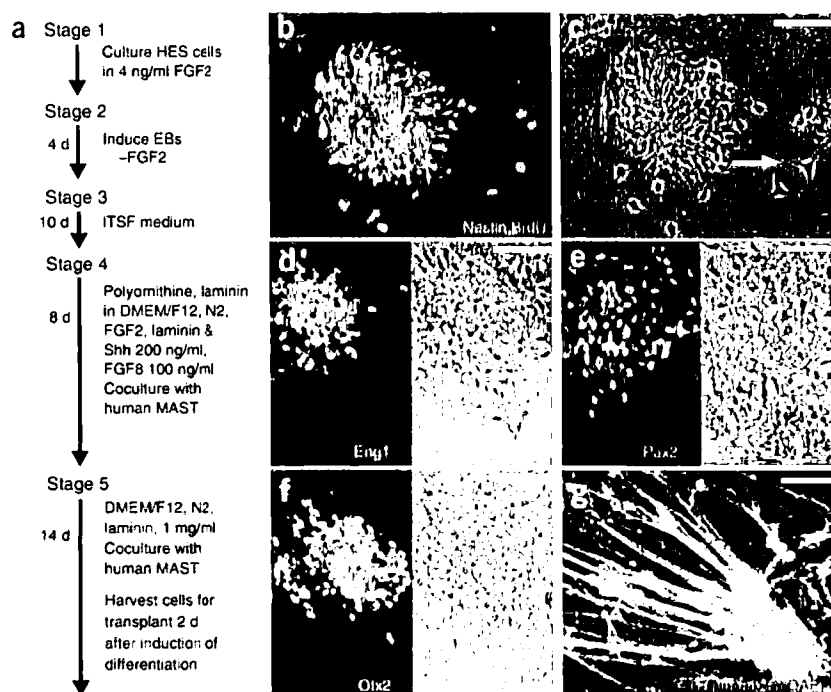 a
Stage 1
Culture HES cells
in 4 ng/ml FGF2
Stage 2
4 d
Induce EBs
–FGF2
Stage 3
10 d
ITSF medium
Stage 4
8 d
Polyornithine, laminin
in DMEM/F12, N2,
FGF2, laminin &
Shh 200 ng/ml,
FGF8 100 ng/ml
Coculture with
human MAST
Stage 5
14 d
DMEM/F12, N2,
laminin, 1 mg/ml
Coculture with
human MAST
Harvest cells for
transplant 2 d
after induction of
differentiation
b
Nestin BrdU
c
d
Eng1
e
Pax2
f
Otx2
g